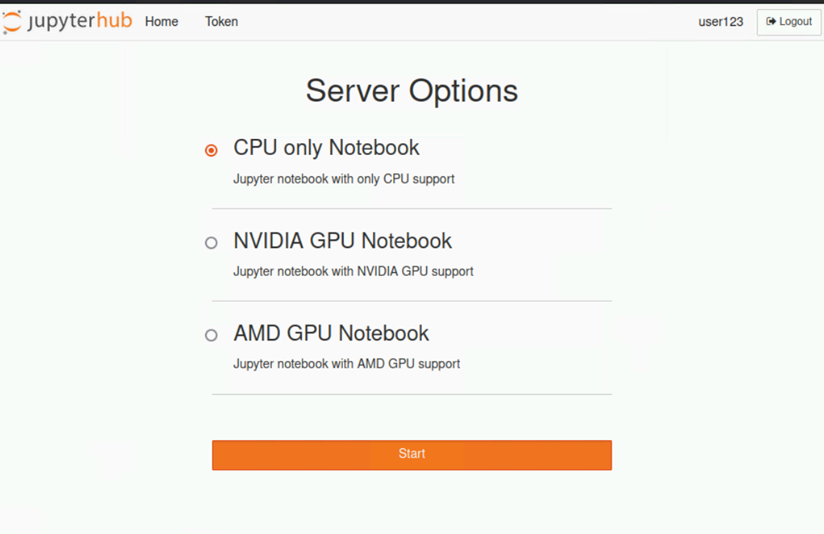 jupyterhub Home Token user123 Logout
Server Options
CPU only Notebook
Jupyter notebook with only CPU support
NVIDIA GPU Notebook
Jupyter notebook with NVIDIA GPU support
AMD GPU Notebook
Jupyter notebook with AMD GPU support
Start